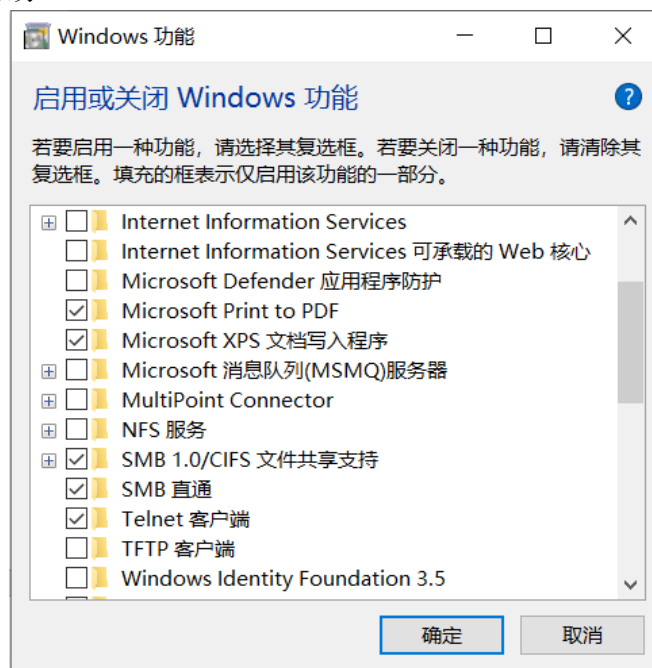 Windows 功能
启用或关闭 Windows 功能
若要启用一种功能，请选择其复选框。若要关闭一种功能，请清除其
复选框。填充的框表示仅启用该功能的一部分。
Internet Information Services
Internet Information Services 可承载的 Web 核心
Microsoft Defender 应用程序防护
Microsoft Print to PDF
Microsoft XPS 文档写入程序
Microsoft 消息队列(MSMQ)服务器
MultiPoint Connector
NFS 服务
SMB 1.0/CIFS 文件共享支持
SMB 直通
Telnet 客户端
TFTP 客户端
Windows Identity Foundation 3.5
确定 取消